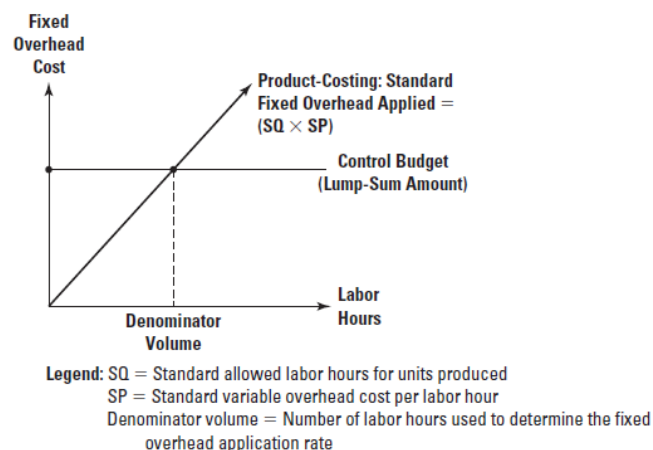 Fixed
Overhead
Cost
Product-Costing: Standard
Fixed Overhead Applied =
(SQ × SP)
Control Budget
(Lump-Sum Amount)
Labor
Hours
Denominator
Volume
Legend: SQ = Standard allowed labor hours for units produced
SP = Standard variable overhead cost per labor hour
Denominator volume = Number of labor hours used to determine the fixed
overhead application rate